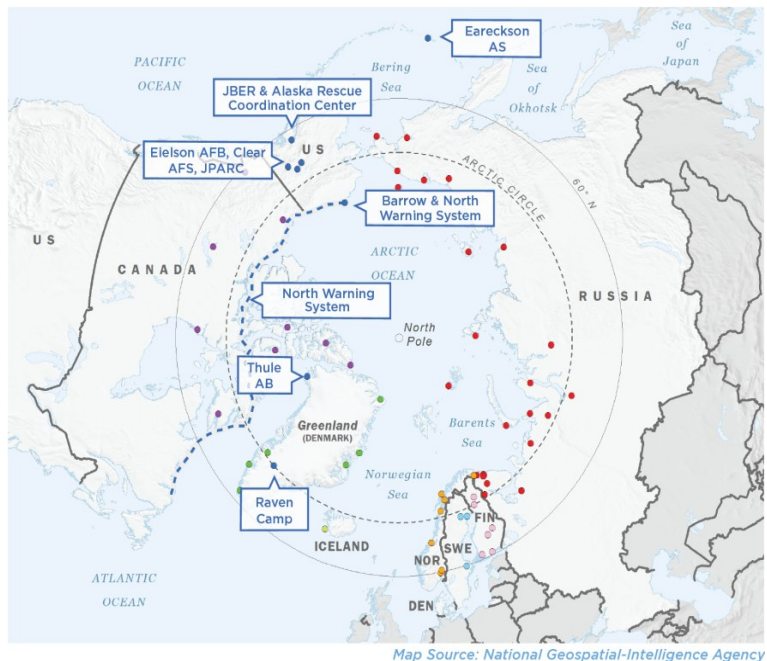 Eareckson
AS
Sea
of
Japan
PACIFIC
OCEAN
Bering
Sea
Sea
of
Okhotsk
JBER & Alaska Rescue
Coordination Center
US
Eielson AFB, Clear
AFS, JPARC
ARCTIC CIRCLE
60° N
Barrow & North
Warning System
US
CANADA
ARCTIC
OCEAN
RUSSIA
North Warning
System
North
Pole
Thule
AB
Greenland
(DENMARK)
Barents
Sea
Norwegian
Sea
Raven
Camp
FIN
ICELAND
SWE
NOR
ATLANTIC
OCEAN
DEN
Map Source: National Geospatial-Intelligence Agency